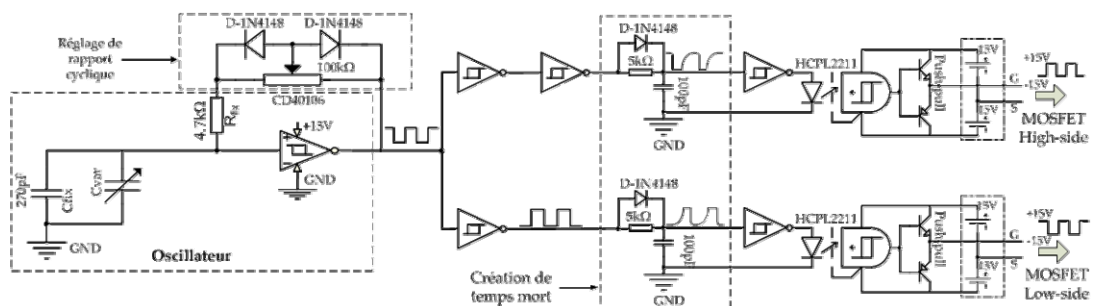 D-1N4148 D-1N4148
Réglage de
rapport
cyclique
100kΩ
CD40106
4.7kΩ
Rfix
+15V
GND
270pF
Cfix
Cvar
GND
Oscillateur
D-1N4148
5kΩ
100pF
GND
HCPL2211
Push-pull
15V
15V
+15V
G
-15V
S
MOSFET
High-side
D-1N4148
5kΩ
100pF
GND
HCPL2211
Push-pull
15V
15V
+15V
G
-15V
S
MOSFET
Low-side
Création de
temps mort